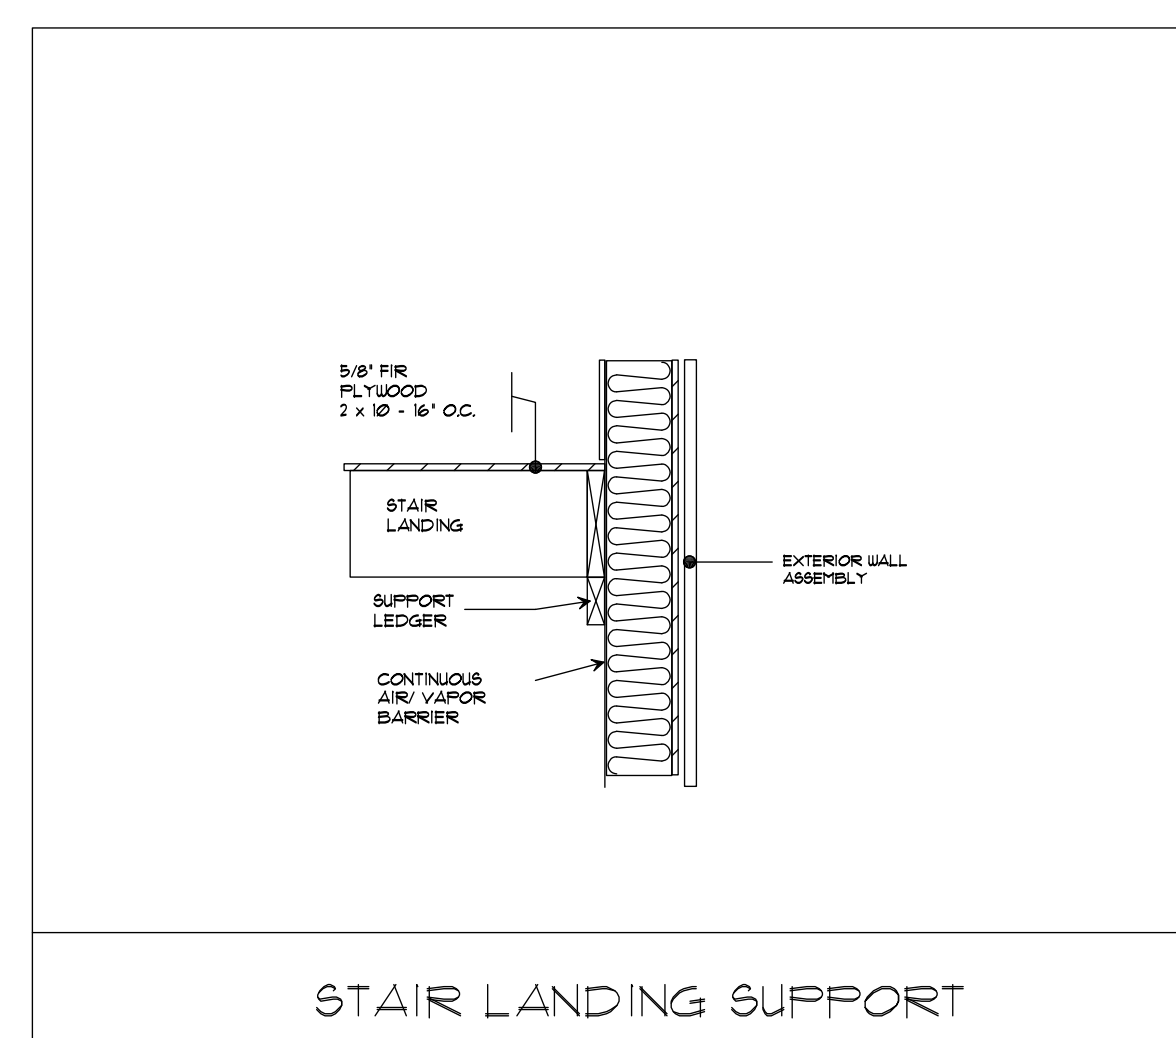 5/8" FIR
PLYWOOD
2 x 10 - 16" O.C.
STAIR
LANDING
EXTERIOR WALL
ASSEMBLY
SUPPORT
LEDGER
CONTINUOUS
AIR/ VAPOR
BARRIER
STAIR LANDING SUPPORT